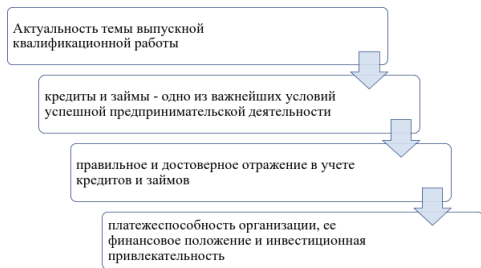 Актуальность темы выпускной
квалификационной работы
кредиты и займы - одно из важнейших условий
успешной предпринимательской деятельности
правильное и достоверное отражение в учете
кредитов и займов
платежеспособность организации, ее
финансовое положение и инвестиционная
привлекательность